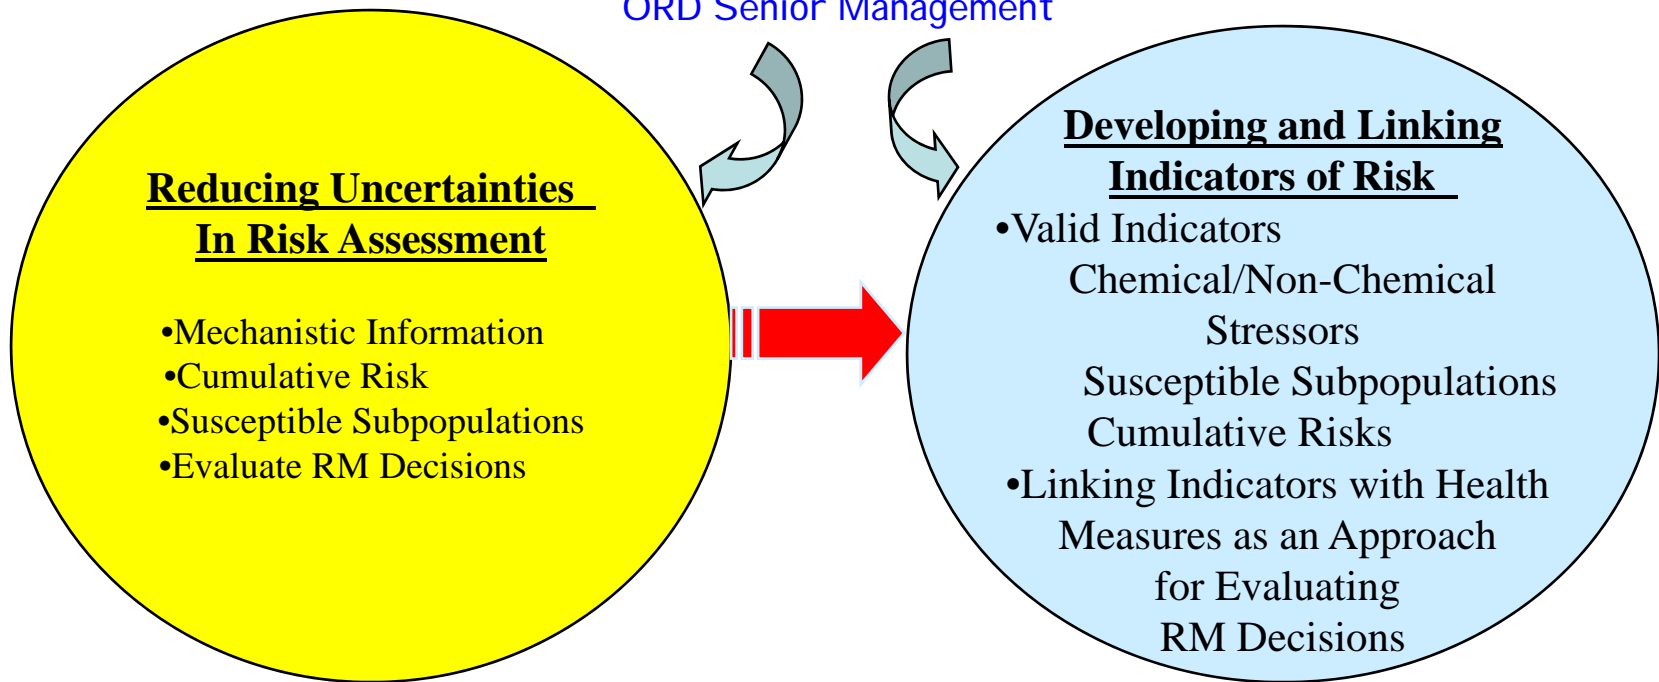 ORD Senior Management
Reducing Uncertainties
In Risk Assessment
•Mechanistic Information
•Cumulative Risk
•Susceptible Subpopulations
•Evaluate RM Decisions
Developing and Linking
Indicators of Risk
•Valid Indicators
Chemical/Non-Chemical
Stressors
Susceptible Subpopulations
Cumulative Risks
•Linking Indicators with Health
Measures as an Approach
for Evaluating
RM Decisions